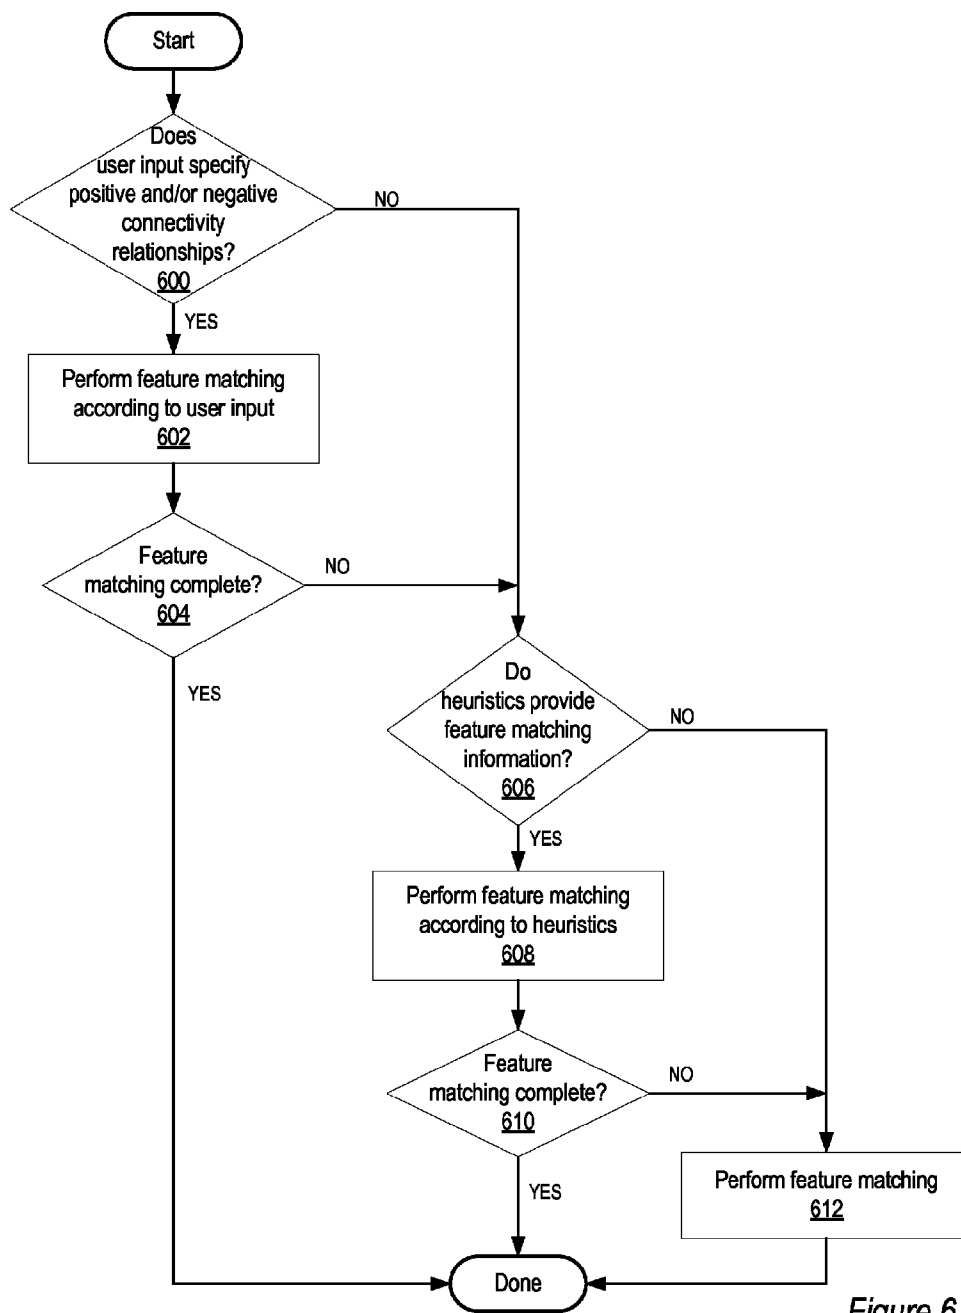 Start
Does
user input specify
positive and/or negative
connectivity
relationships?
600
NO
YES
Perform feature matching
according to user input
602
Feature
matching complete?
604
NO
YES
Do
heuristics provide
feature matching
information?
606
NO
YES
Perform feature matching
according to heuristics
608
Feature
matching complete?
610
NO
YES
Perform feature matching
612
Done
Figure 6